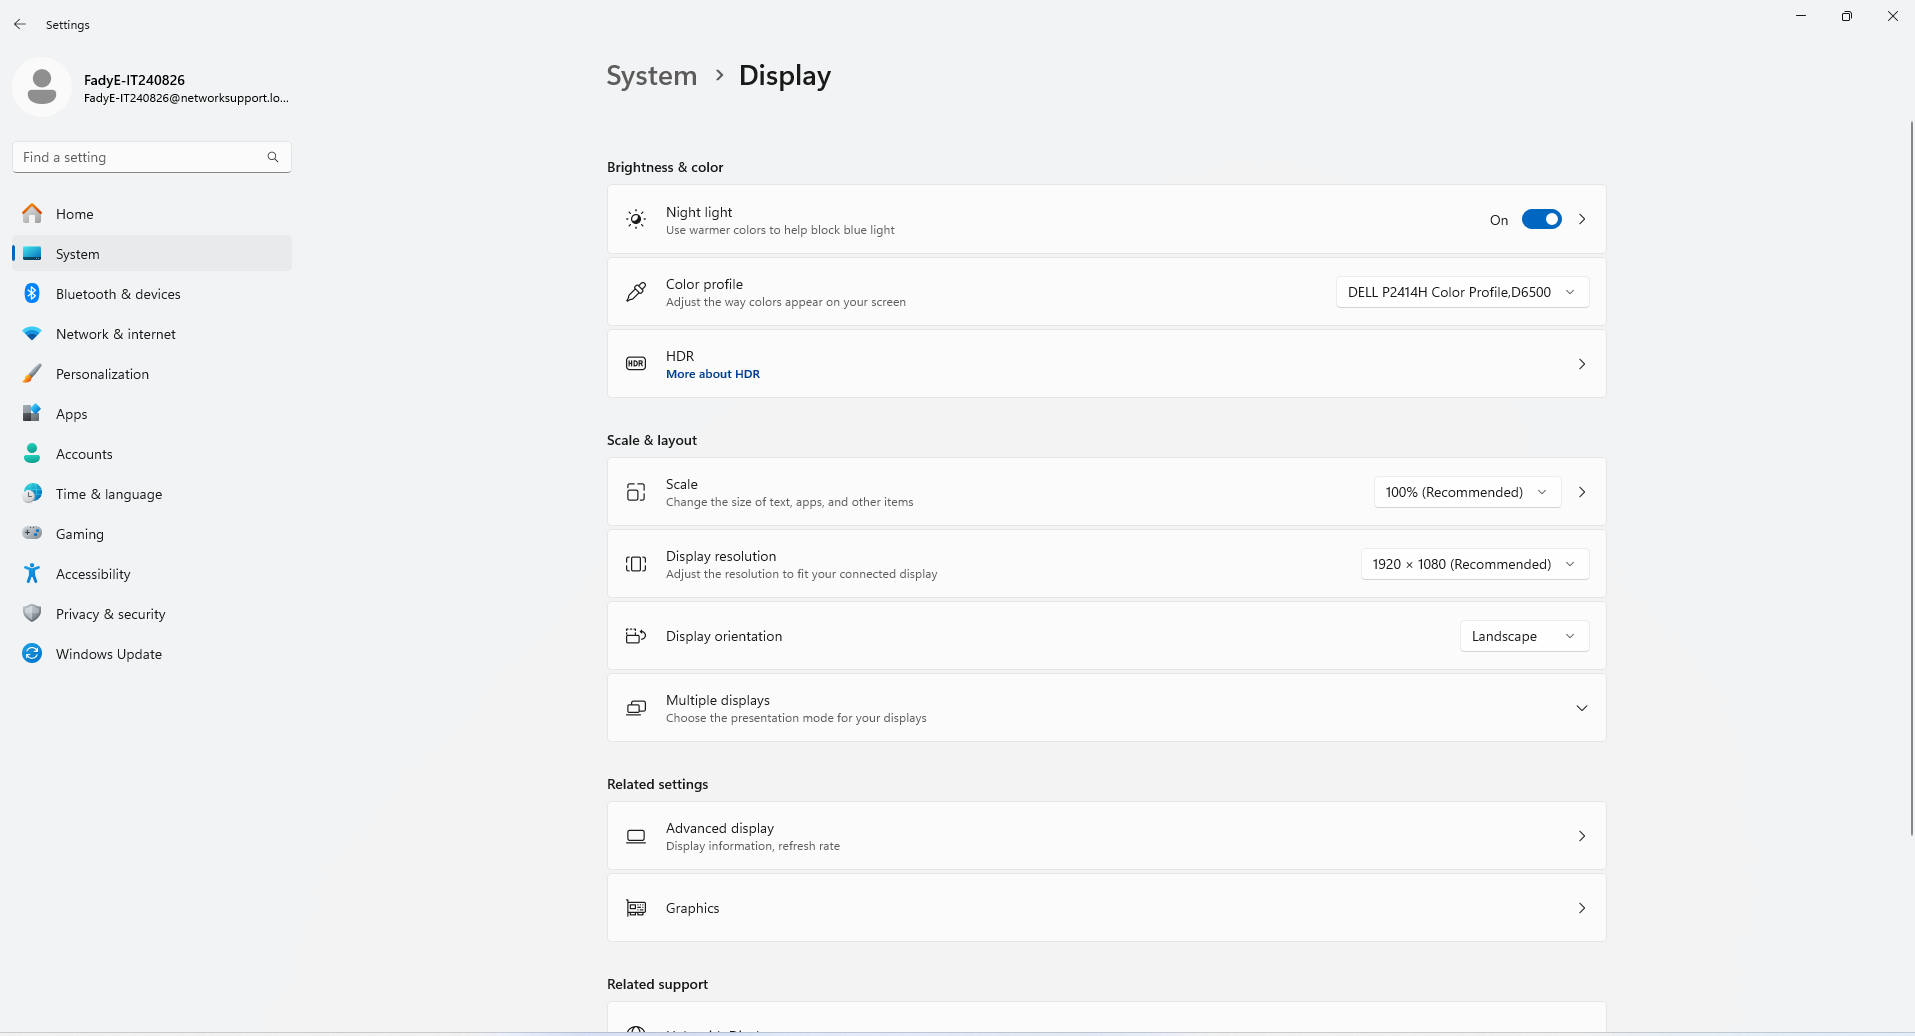 Settings
FadyE-IT240826
FadyE-IT240826@networksupport.lo...
Find a setting
Home
System
Bluetooth & devices
Network & internet
Personalization
Apps
Accounts
Time & language
Gaming
Accessibility
Privacy & security
Windows Update
System > Display
Brightness & color
Night light
Use warmer colors to help block blue light
On
Color profile
Adjust the way colors appear on your screen
DELL P2414H Color Profile,D6500
HDR
HDR
More about HDR
Scale & layout
Scale
Change the size of text, apps, and other items
100% (Recommended)
Display resolution
Adjust the resolution to fit your connected display
1920 × 1080 (Recommended)
Display orientation
Landscape
Multiple displays
Choose the presentation mode for your displays
Related settings
Advanced display
Display information, refresh rate
Graphics
Related support